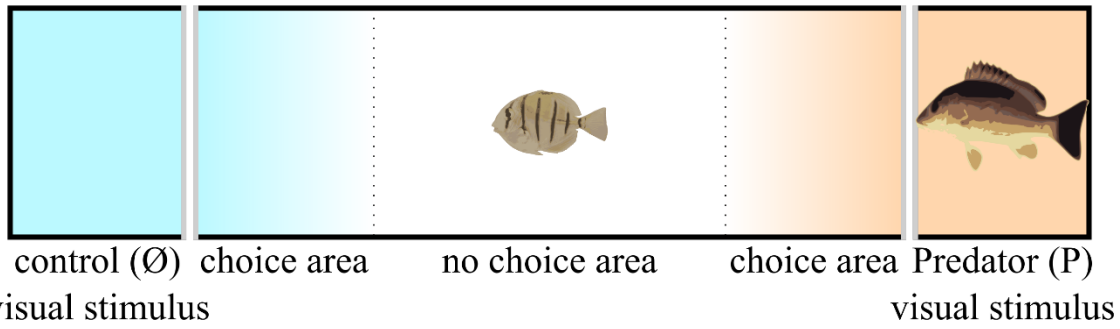 control (Ø) choice area no choice area choice area Predator (P)
visual stimulus visual stimulus